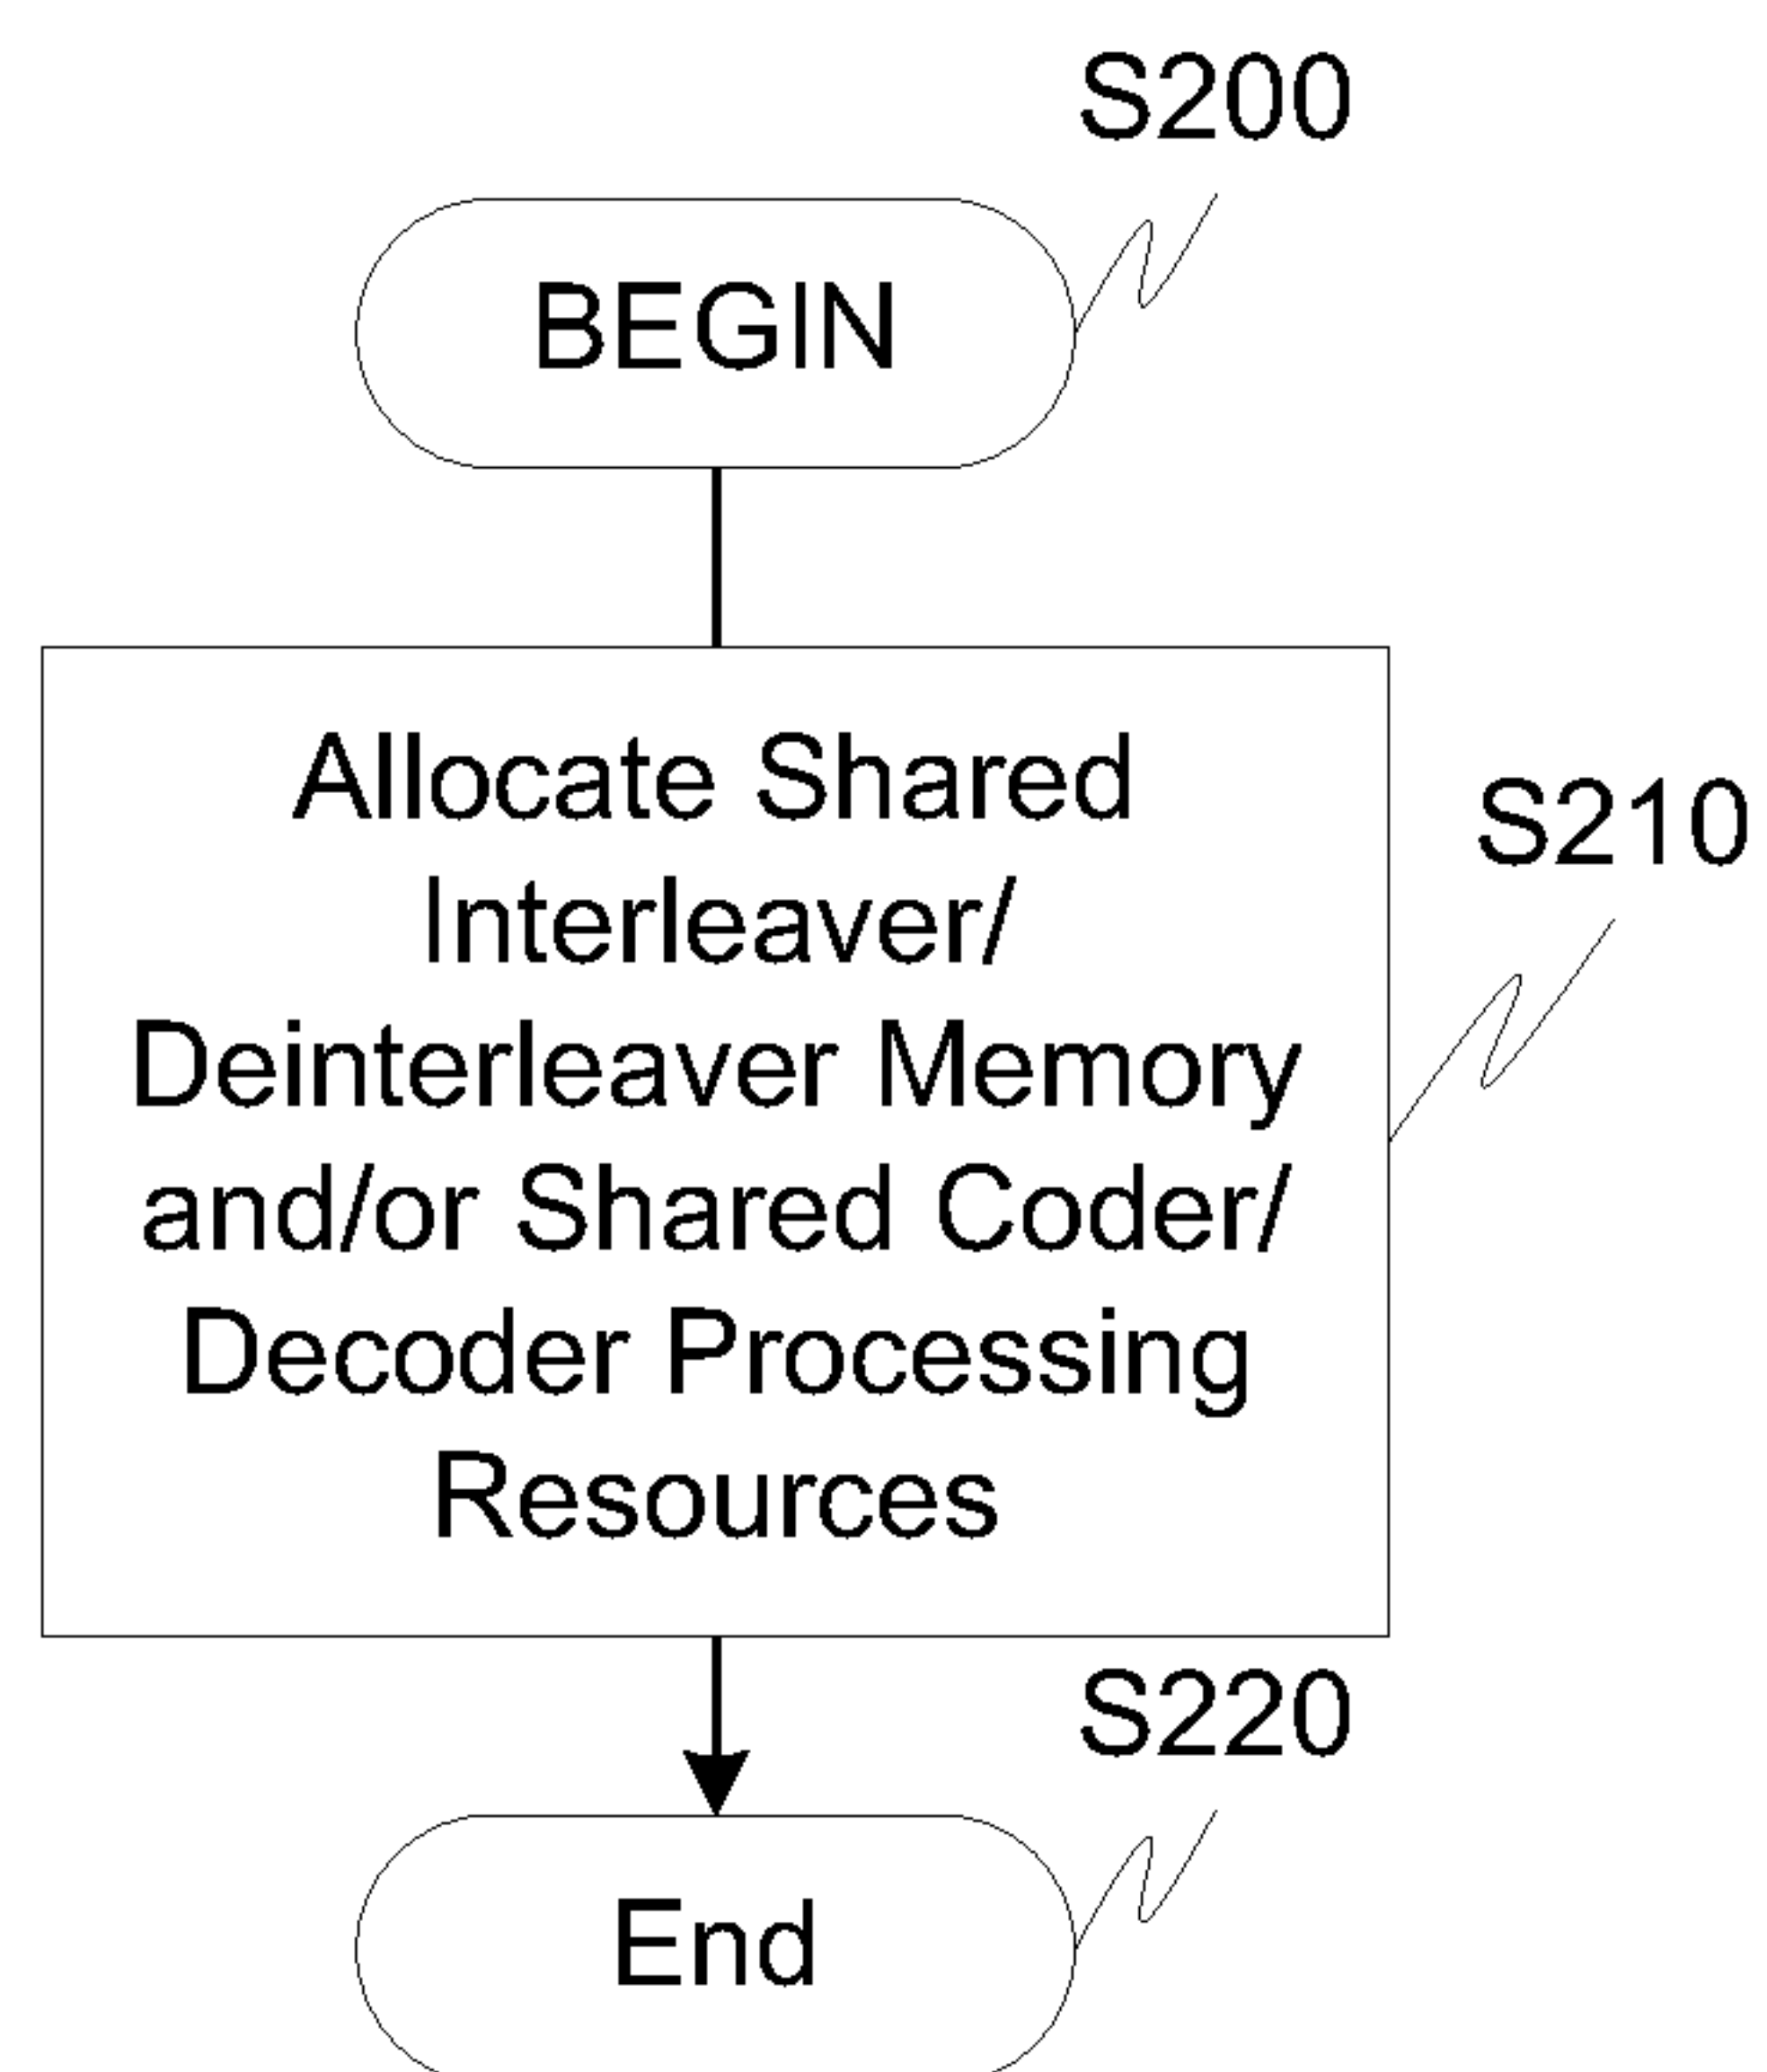 S200
BEGIN
Allocate Shared
Interleaver/
Deinterleaver Memory
and/or Shared Coder/
Decoder Processing
Resources
S210
S220
End